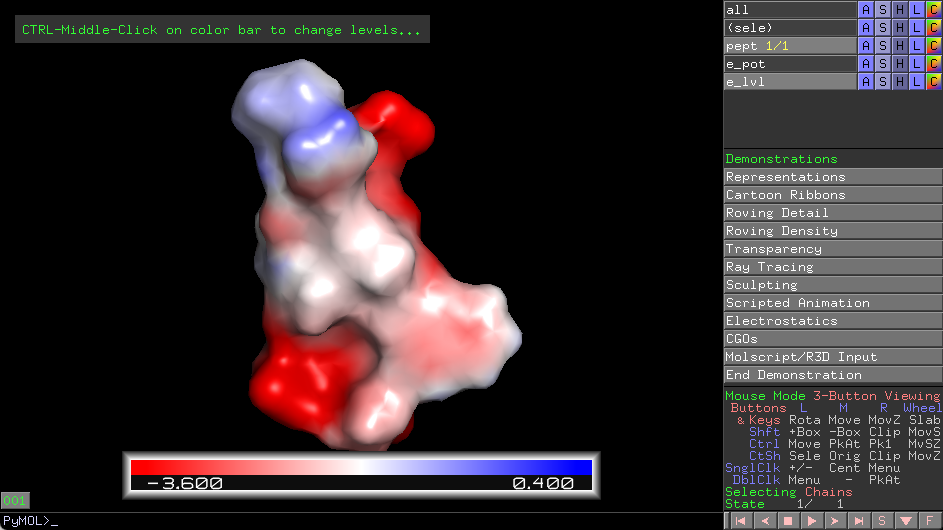 CTRL-Middle-Click on color bar to change levels...
all A S H L C
(sele) A S H L C
pept 1/1 A S H L C
e_pot A S H L C
e_lvl A S H L C
Demonstrations
Representations
Cartoon Ribbons
Roving Detail
Roving Density
Transparency
Ray Tracing
Sculpting
Scripted Animation
Electrostatics
CGOs
Molscript/R3D Input
End Demonstration
Mouse Mode 3-Button Viewing
Buttons L M R Wheel
& Keys Rota Move MovZ Slab
Shft +Box -Box Clip MovS
Ctrl Move PkAt Pk1 MvSZ
CtSh Sele Orig Clip MovZ
SnglClk +/- Cent Menu
DblClk Menu - PkAt
Selecting Chains
State 1/ 1
-3.600 0.400
001
PyMOL>_
S F